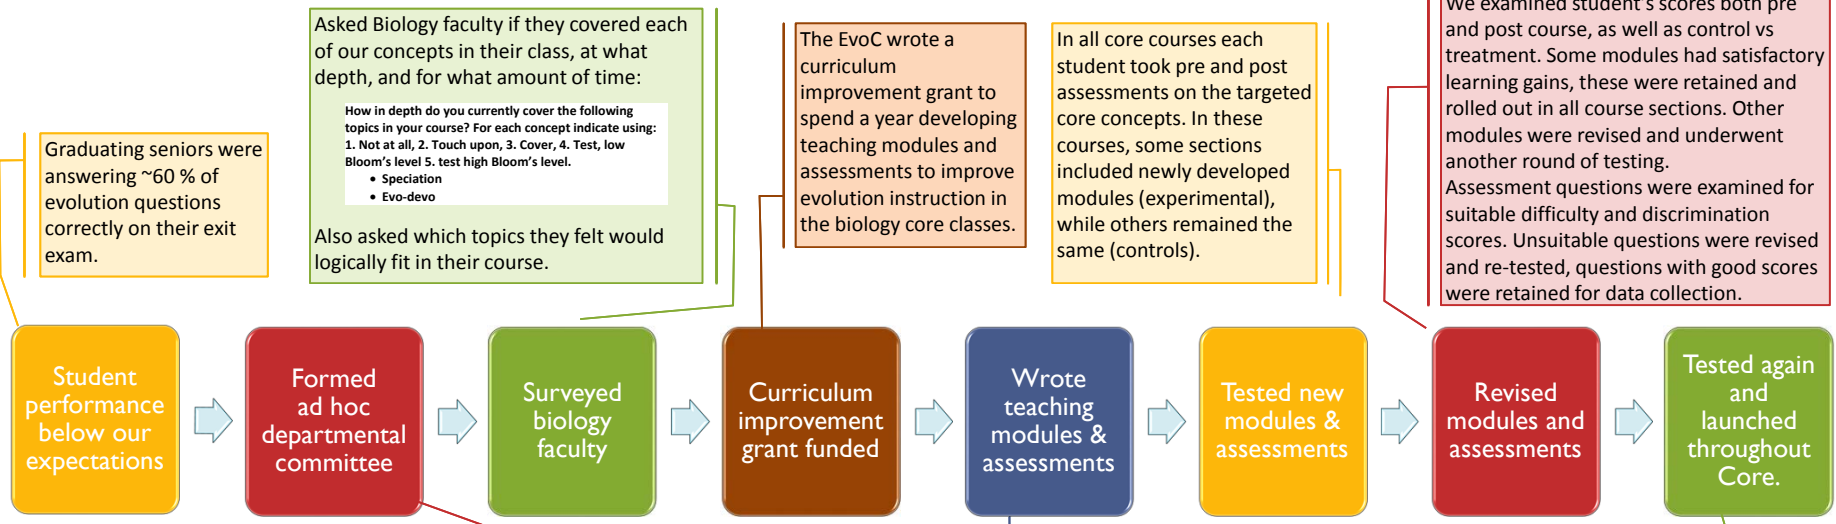 Graduating seniors were
answering ~60 % of
evolution questions
correctly on their exit
exam.
Asked Biology faculty if they covered each
of our concepts in their class, at what
depth, and for what amount of time:
How in depth do you currently cover the following
topics in your course? For each concept indicate using:
1. Not at all, 2. Touch upon, 3. Cover, 4. Test, low
Bloom's level 5. test high Bloom's level.
• Speciation
• Evo-devo
Also asked which topics they felt would
logically fit in their course.
The EvoC wrote a
curriculum
improvement grant to
spend a year developing
teaching modules and
assessments to improve
evolution instruction in
the biology core classes.
In all core courses each
student took pre and post
assessments on the targeted
core concepts. In these
courses, some sections
included newly developed
modules (experimental),
while others remained the
same (controls).
We examined student's scores both pre
and post course, as well as control vs
treatment. Some modules had satisfactory
learning gains, these were retained and
rolled out in all course sections. Other
modules were revised and underwent
another round of testing.
Assessment questions were examined for
suitable difficulty and discrimination
scores. Unsuitable questions were revised
and re-tested, questions with good scores
were retained for data collection.
Student
performance
below our
expectations
Formed
ad hoc
departmental
committee
Surveyed
biology
faculty
Curriculum
improvement
grant funded
Wrote
teaching
modules &
assessments
Tested new
modules &
assessments
Revised
modules and
assessments
Tested again
and
launched
throughout
Core.